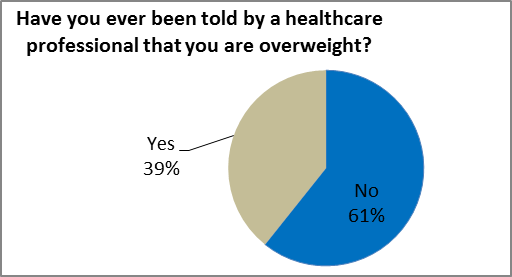 Have you ever been told by a healthcare
professional that you are overweight?
Yes
39%
No
61%